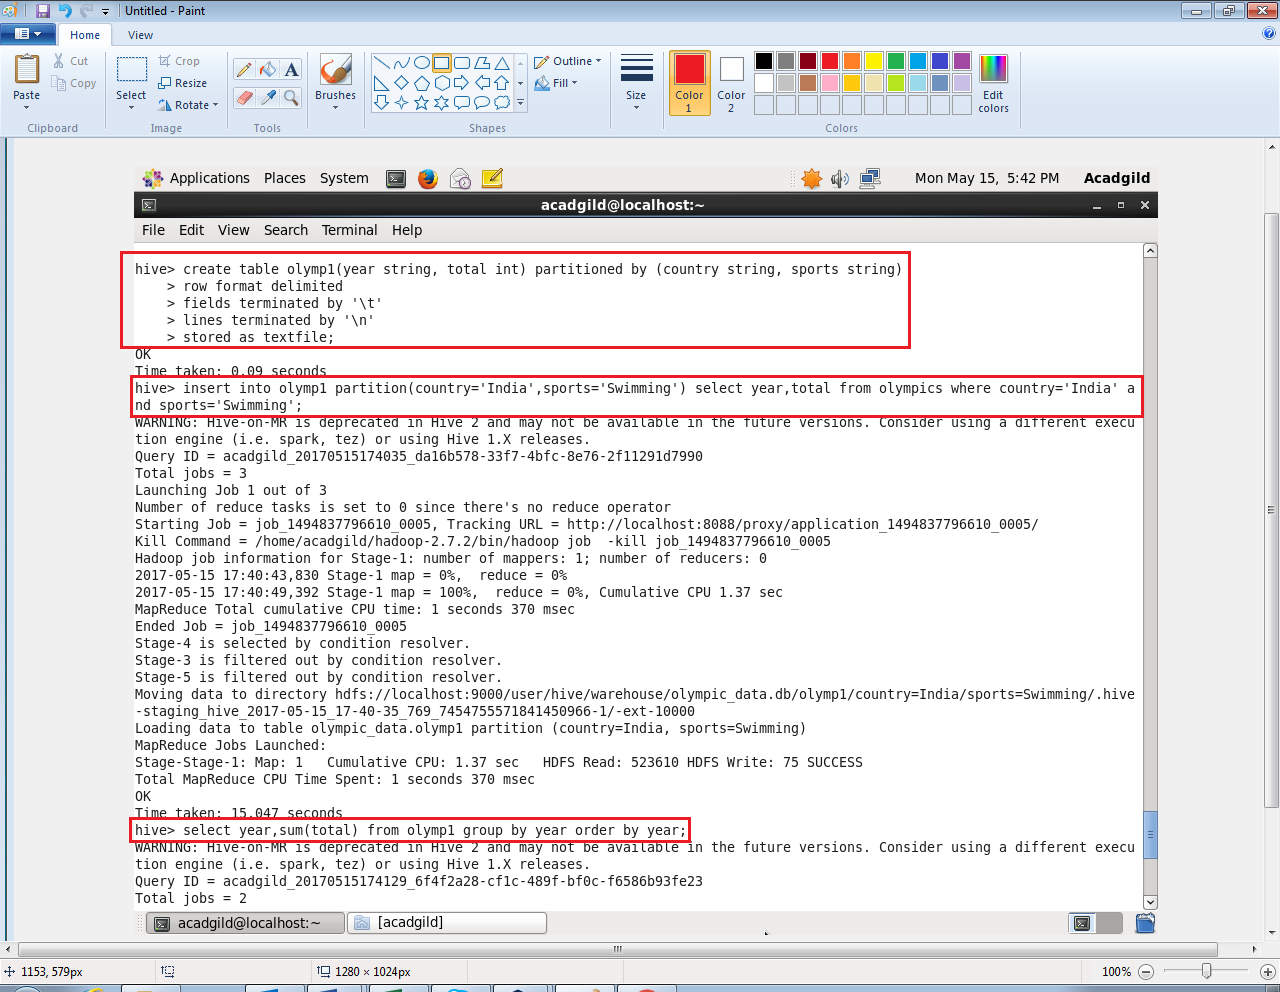 Untitled - Paint
Home
View
Paste
Cut
Copy
Clipboard
Select
Crop
Resize
Rotate
Image
Tools
Brushes
Shapes
Outline
Fill
Size
Color
1
Color
2
Edit
colors
Colors
Applications Places System
Mon May 15, 5:42 PM
Acadgild
acadgild@localhost:~
File Edit View Search Terminal Help
hive> create table olymp1(year string, total int) partitioned by (country string, sports string)
    > row format delimited
    > fields terminated by '\t'
    > lines terminated by '\n'
    > stored as textfile;
OK
Time taken: 0.09 seconds
hive> insert into olymp1 partition(country='India',sports='Swimming') select year,total from olympics where country='India' a
nd sports='Swimming';
WARNING: Hive-on-MR is deprecated in Hive 2 and may not be available in the future versions. Consider using a different execu
tion engine (i.e. spark, tez) or using Hive 1.X releases.
Query ID = acadgild_20170515174035_da16b578-33f7-4bfc-8e76-2f11291d7990
Total jobs = 3
Launching Job 1 out of 3
Number of reduce tasks is set to 0 since there's no reduce operator
Starting Job = job_1494837796610_0005, Tracking URL = http://localhost:8088/proxy/application_1494837796610_0005/
Kill Command = /home/acadgild/hadoop-2.7.2/bin/hadoop job  -kill job_1494837796610_0005
Hadoop job information for Stage-1: number of mappers: 1; number of reducers: 0
2017-05-15 17:40:43,830 Stage-1 map = 0%,  reduce = 0%
2017-05-15 17:40:49,392 Stage-1 map = 100%,  reduce = 0%, Cumulative CPU 1.37 sec
MapReduce Total cumulative CPU time: 1 seconds 370 msec
Ended Job = job_1494837796610_0005
Stage-4 is selected by condition resolver.
Stage-3 is filtered out by condition resolver.
Stage-5 is filtered out by condition resolver.
Moving data to directory hdfs://localhost:9000/user/hive/warehouse/olympic_data.db/olymp1/country=India/sports=Swimming/.hive
-staging_hive_2017-05-15_17-40-35_769_7454755571841450966-1/-ext-10000
Loading data to table olympic_data.olymp1 partition (country=India, sports=Swimming)
MapReduce Jobs Launched:
Stage-Stage-1: Map: 1   Cumulative CPU: 1.37 sec   HDFS Read: 523610 HDFS Write: 75 SUCCESS
Total MapReduce CPU Time Spent: 1 seconds 370 msec
OK
Time taken: 15.047 seconds
hive> select year,sum(total) from olymp1 group by year order by year;
WARNING: Hive-on-MR is deprecated in Hive 2 and may not be available in the future versions. Consider using a different execu
tion engine (i.e. spark, tez) or using Hive 1.X releases.
Query ID = acadgild_20170515174129_6f4f2a28-cf1c-489f-bf0c-f6586b93fe23
Total jobs = 2
acadgild@localhost:~
[acadgild]
1153, 579px
1280 × 1024px
100%